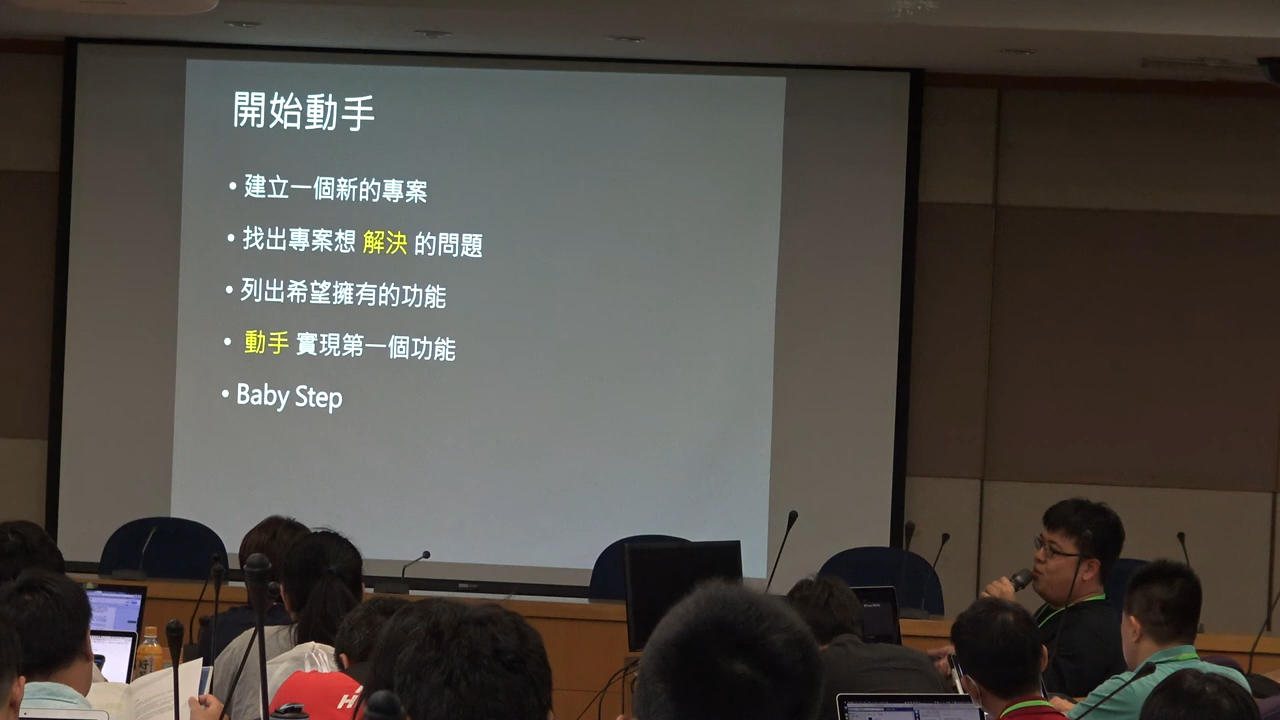 開始動手
• 建立一個新的專案
• 找出專案想 解決 的問題
• 列出希望擁有的功能
• 動手 實現第一個功能
• Baby Step
H